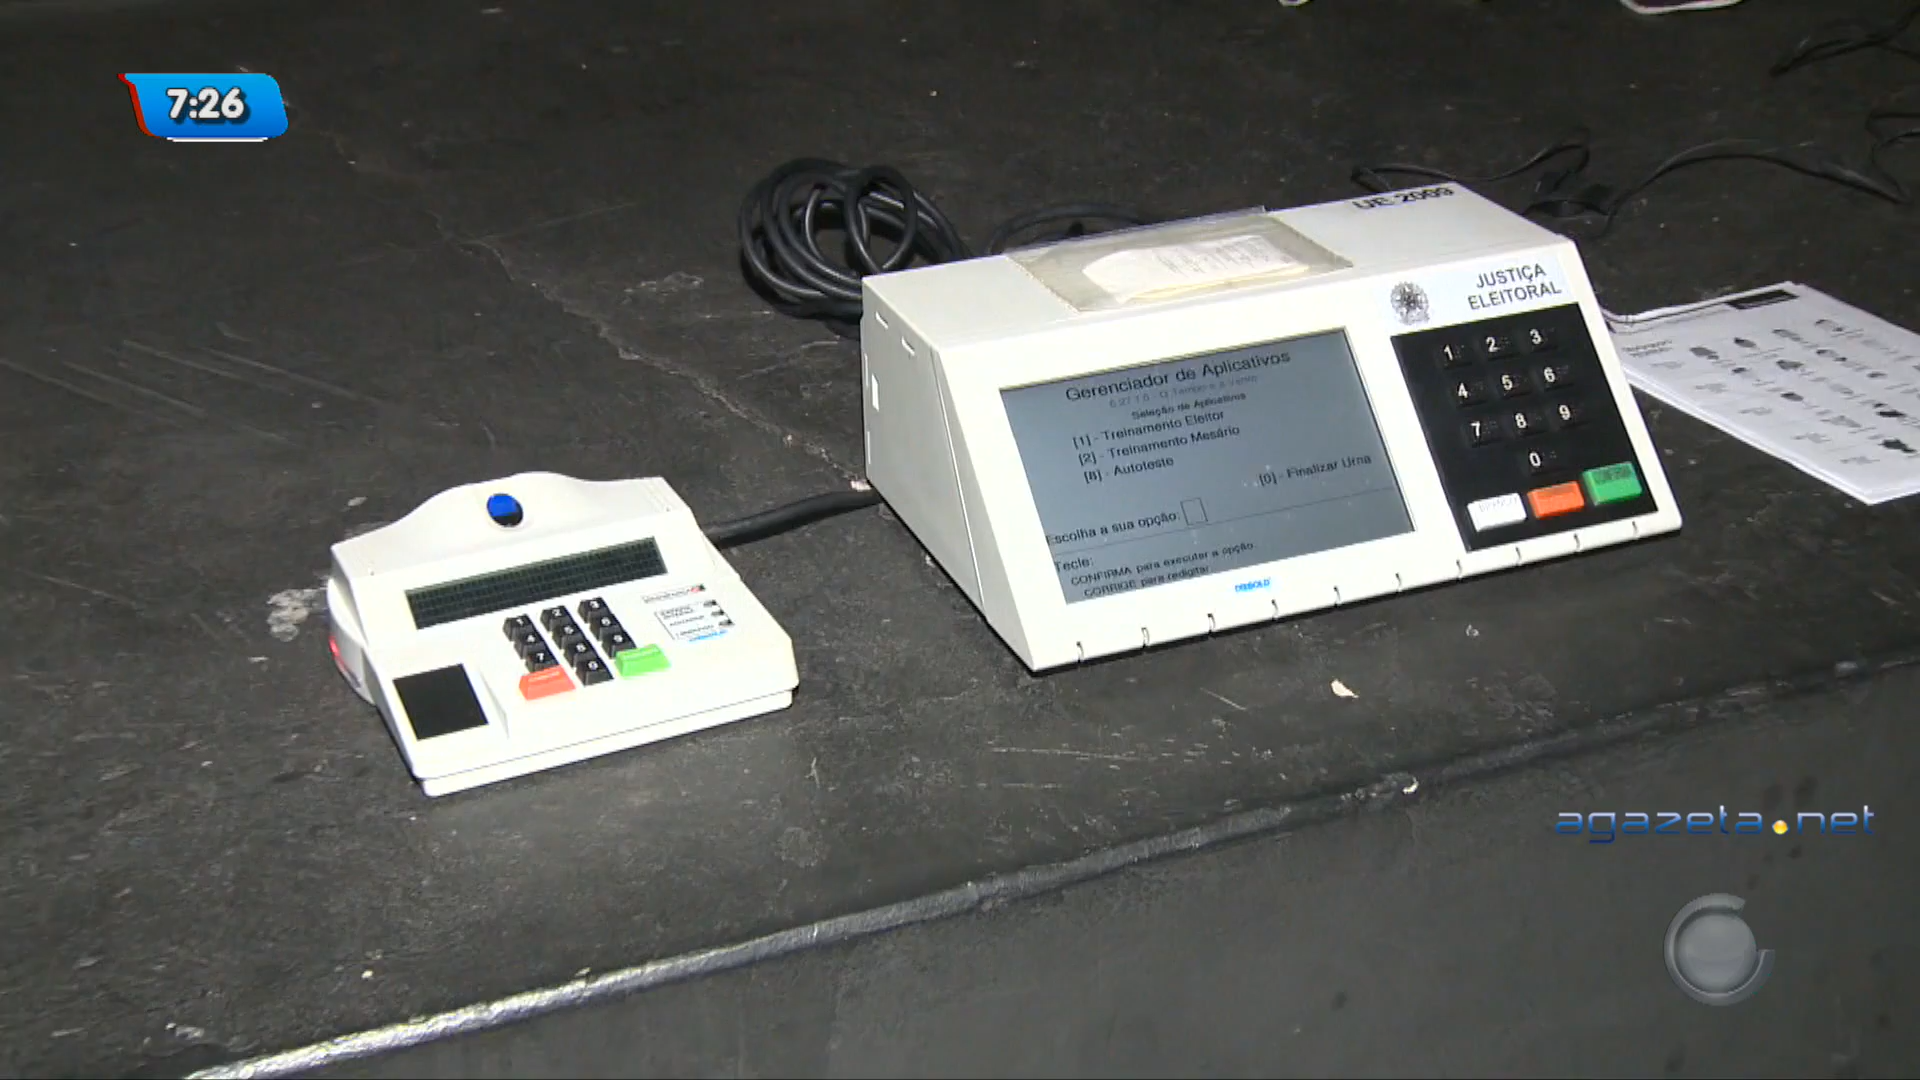 7:26
UE 2009
JUSTIÇA
ELEITORAL
1 2 3
4 5 6
7 8 9
0
CONFIRMA
Gerenciador de Aplicativos
Seleção de Aplicativos
[1] - Treinamento Eleitor
[2] - Treinamento Mesário
[8] - Autoteste
[0] - Finalizar Urna
Escolha a sua opção:
Tecle:
CONFIRMA para executar a opção
CORRIGE para redigitar
DIEBOLD
agazeta.net